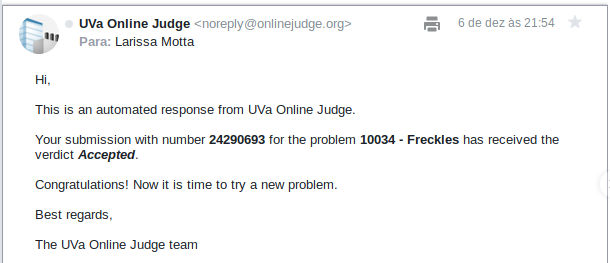 UVa Online Judge <noreply@onlinejudge.org> 6 de dez às 21:54
Para: Larissa Motta
Hi,
This is an automated response from UVa Online Judge.
Your submission with number 24290693 for the problem 10034 - Freckles has received the
verdict Accepted.
Congratulations! Now it is time to try a new problem.
Best regards,
The UVa Online Judge team